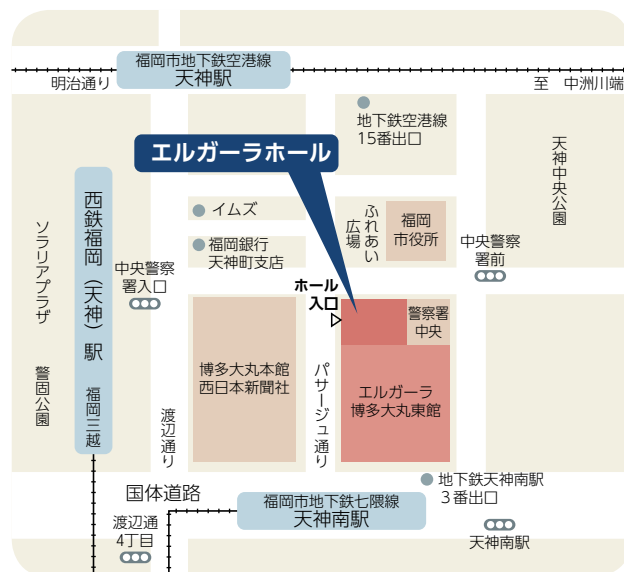 福岡市地下鉄空港線
天神駅
明治通り
至 中洲川端
地下鉄空港線
15番出口
天神中央公園
エルガーラホール
イムズ
ふれあい
広場
福岡
市役所
福岡銀行
天神町支店
中央警察
署前
西鉄福岡（天神）駅
福岡三越
ソラリアプラザ
警固公園
中央警察
署入口
ホール
入口
警察署
中央
博多大丸本館
西日本新聞社
パサージュ通り
エルガーラ
博多大丸東館
渡辺通り
国体道路
地下鉄天神南駅
3番出口
福岡市地下鉄七隈線
天神南駅
渡辺通
4丁目
天神南駅